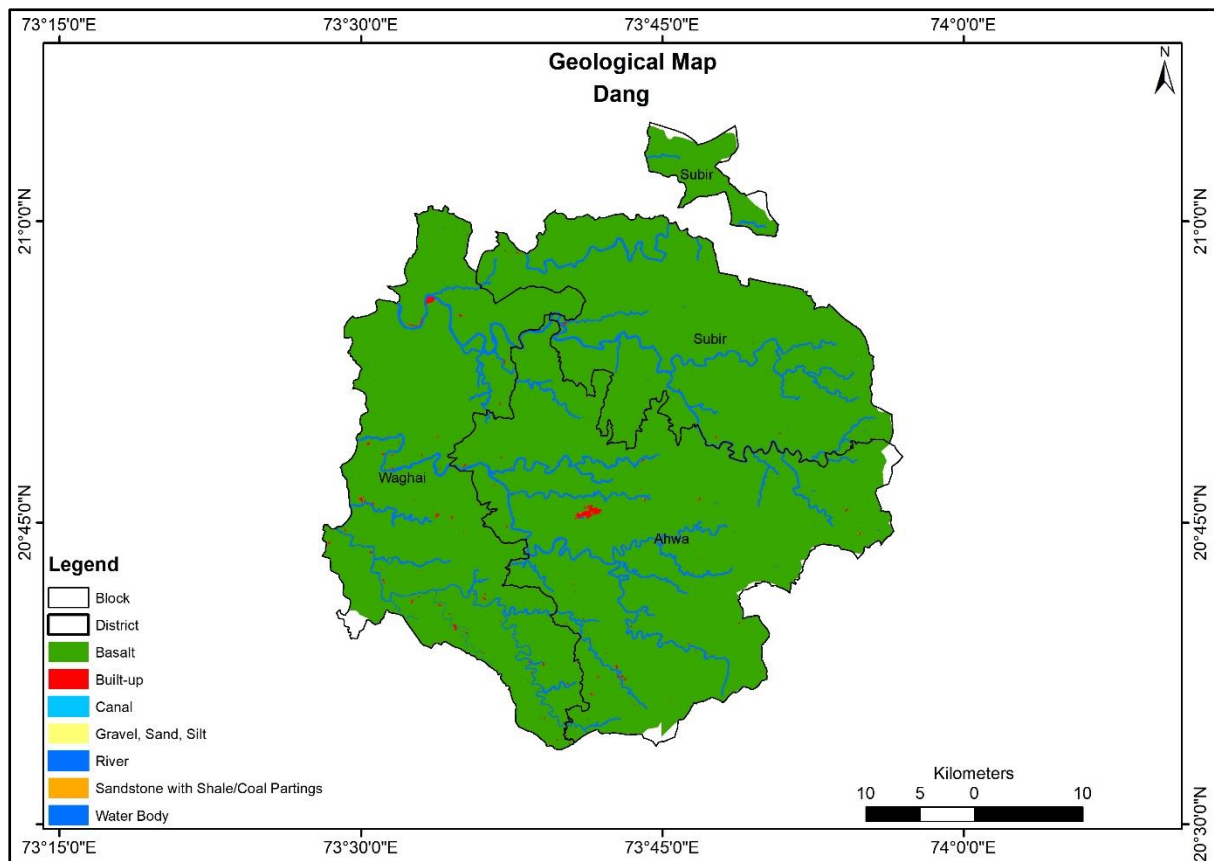 73°15'0"E 73°30'0"E 73°45'0"E 74°0'0"E
Geological Map
Dang
N
Subir
21°0'0"N 21°0'0"N
Subir
Waghai
20°45'0"N 20°45'0"N
Ahwa
Legend
Block
District
Basalt
Built-up
Canal
Gravel, Sand, Silt
River
Sandstone with Shale/Coal Partings
Water Body
Kilometers
10 5 0 10
20°30'0"N
73°15'0"E 73°30'0"E 73°45'0"E 74°0'0"E